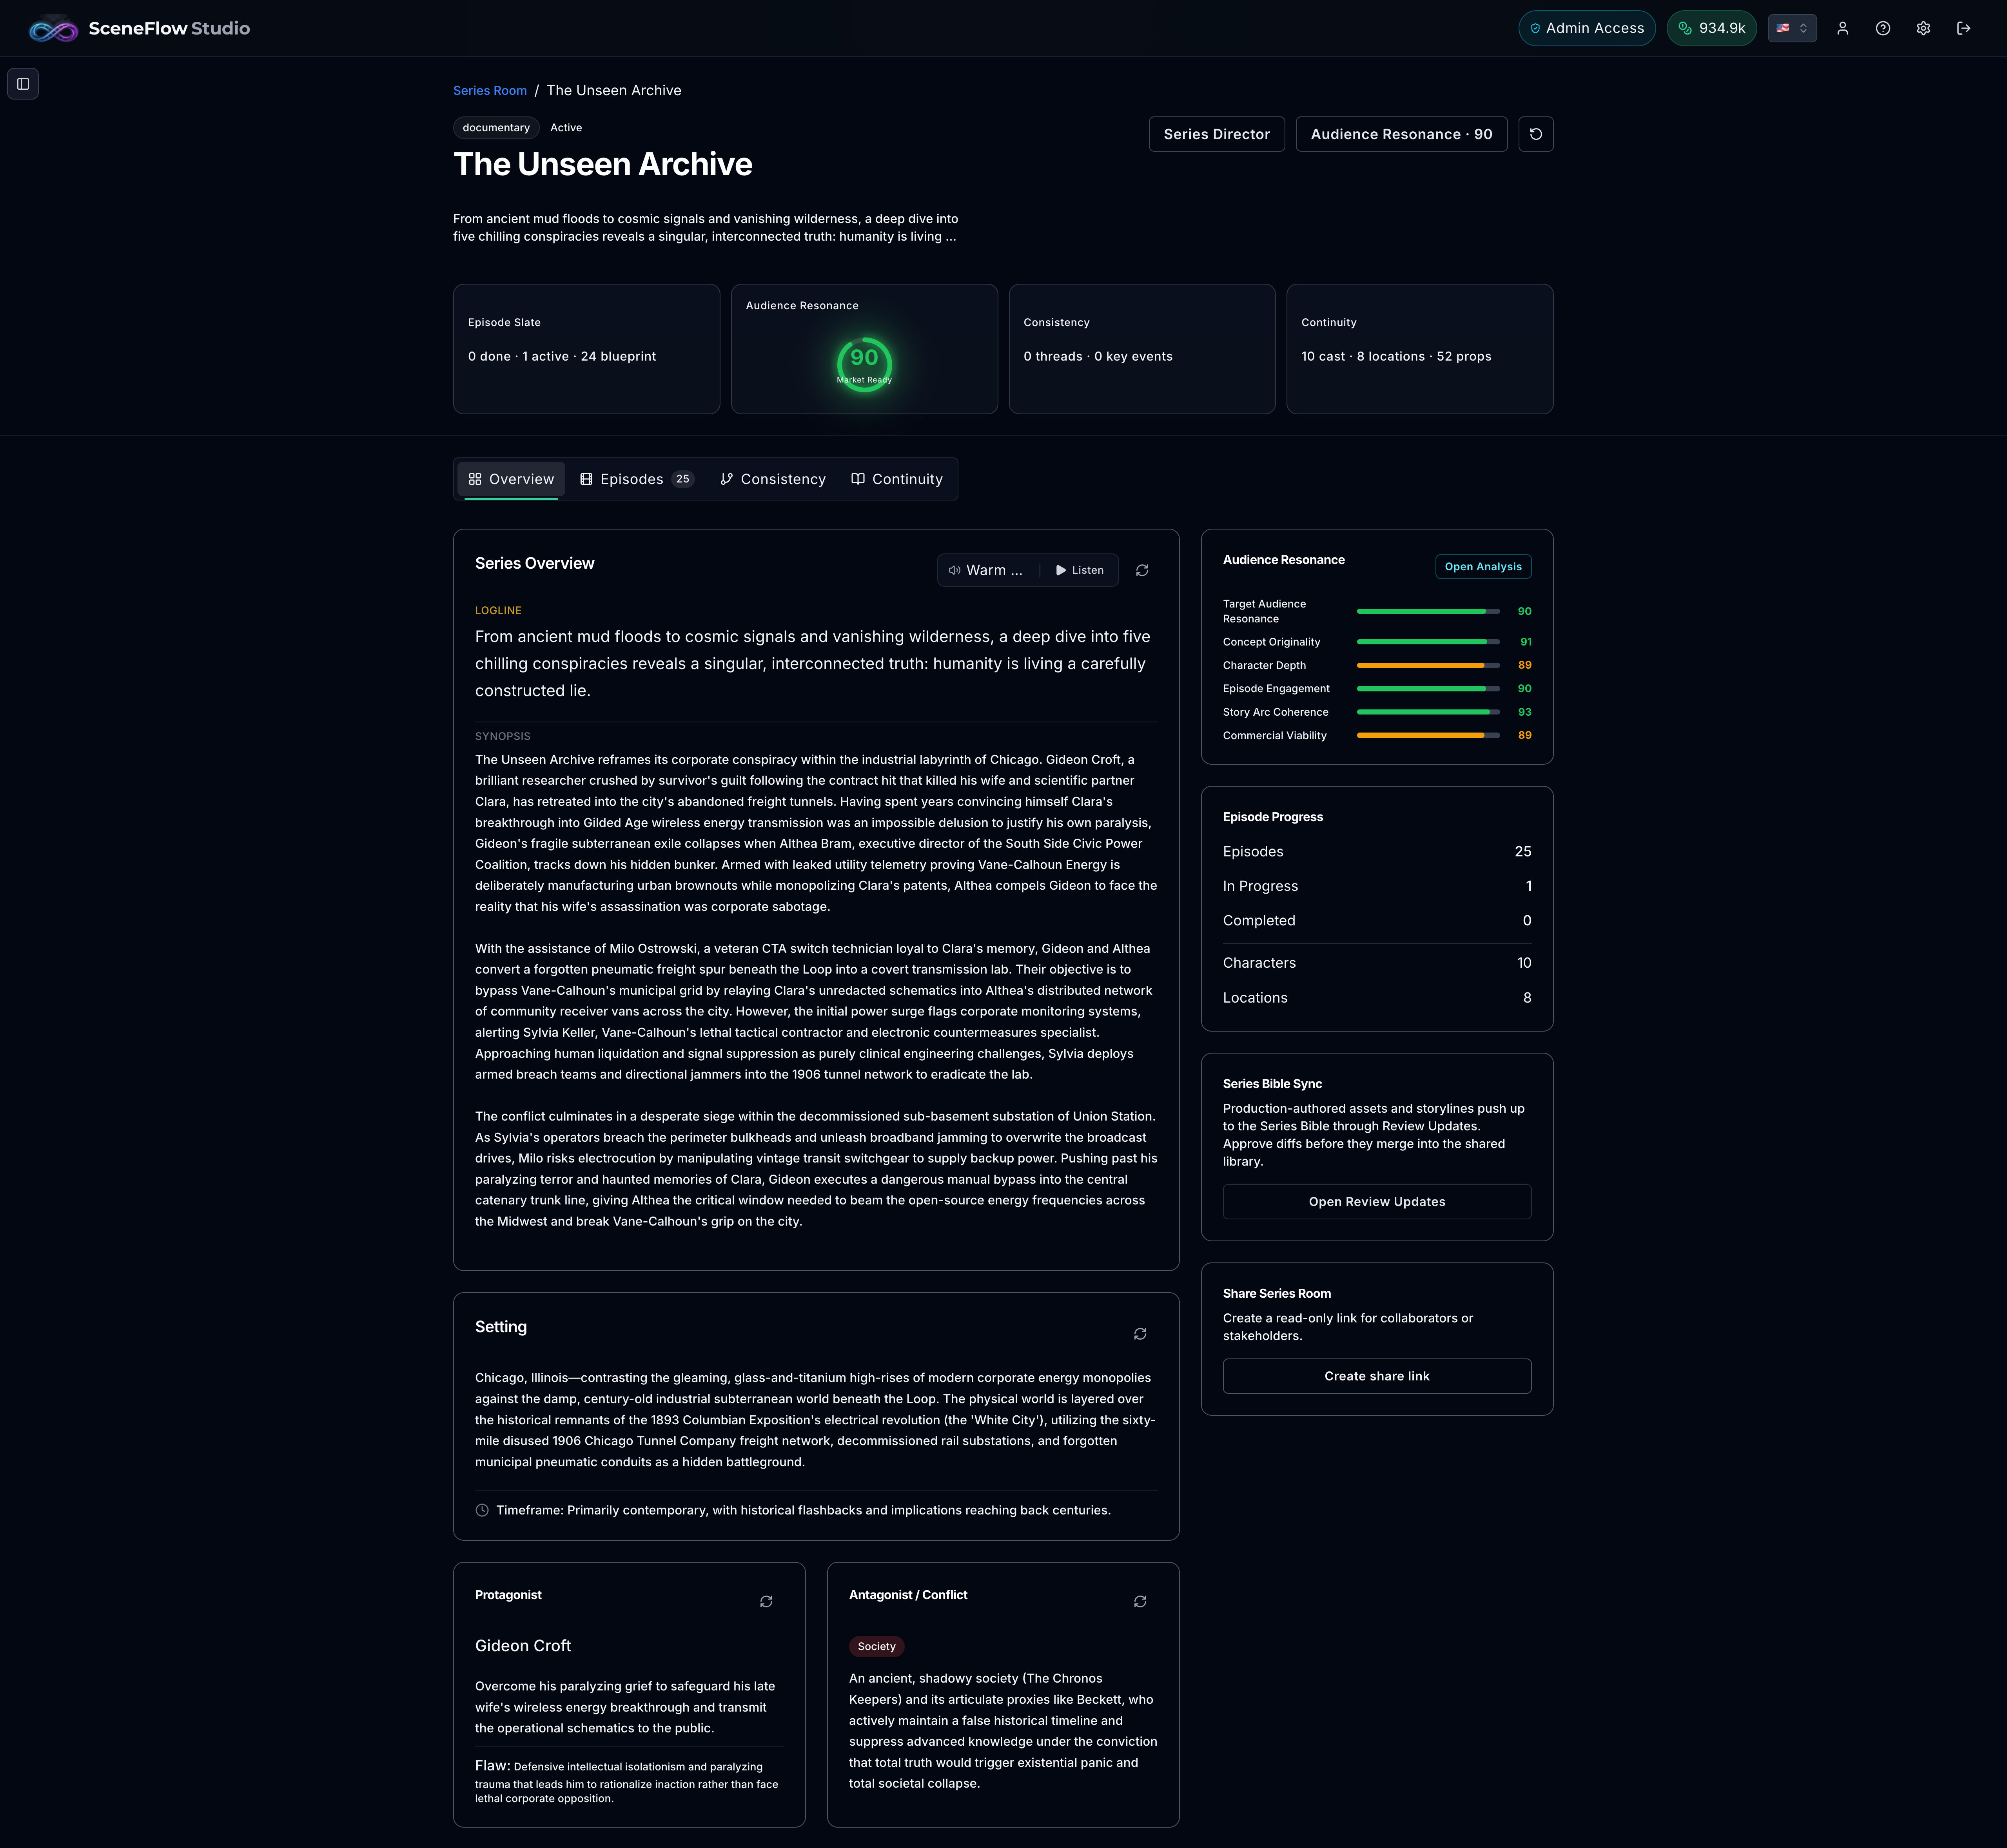 SceneFlow Studio
Admin Access
934.9k
Series Room / The Unseen Archive
documentary
Active
Series Director
Audience Resonance · 90
The Unseen Archive
From ancient mud floods to cosmic signals and vanishing wilderness, a deep dive into
five chilling conspiracies reveals a singular, interconnected truth: humanity is living ...
Episode Slate
0 done · 1 active · 24 blueprint
Audience Resonance
90
Market Ready
Consistency
0 threads · 0 key events
Continuity
10 cast · 8 locations · 52 props
Overview
Episodes 25
Consistency
Continuity
Series Overview
Warm ...
Listen
LOGLINE
From ancient mud floods to cosmic signals and vanishing wilderness, a deep dive into five
chilling conspiracies reveals a singular, interconnected truth: humanity is living a carefully
constructed lie.
SYNOPSIS
The Unseen Archive reframes its corporate conspiracy within the industrial labyrinth of Chicago. Gideon Croft, a
brilliant researcher crushed by survivor's guilt following the contract hit that killed his wife and scientific partner
Clara, has retreated into the city's abandoned freight tunnels. Having spent years convincing himself Clara's
breakthrough into Gilded Age wireless energy transmission was an impossible delusion to justify his own paralysis,
Gideon's fragile subterranean exile collapses when Althea Bram, executive director of the South Side Civic Power
Coalition, tracks down his hidden bunker. Armed with leaked utility telemetry proving Vane-Calhoun Energy is
deliberately manufacturing urban brownouts while monopolizing Clara's patents, Althea compels Gideon to face the
reality that his wife's assassination was corporate sabotage.
With the assistance of Milo Ostrowski, a veteran CTA switch technician loyal to Clara's memory, Gideon and Althea
convert a forgotten pneumatic freight spur beneath the Loop into a covert transmission lab. Their objective is to
bypass Vane-Calhoun's municipal grid by relaying Clara's unredacted schematics into Althea's distributed network
of community receiver vans across the city. However, the initial power surge flags corporate monitoring systems,
alerting Sylvia Keller, Vane-Calhoun's lethal tactical contractor and electronic countermeasures specialist.
Approaching human liquidation and signal suppression as purely clinical engineering challenges, Sylvia deploys
armed breach teams and directional jammers into the 1906 tunnel network to eradicate the lab.
The conflict culminates in a desperate siege within the decommissioned sub-basement substation of Union Station.
As Sylvia's operators breach the perimeter bulkheads and unleash broadband jamming to overwrite the broadcast
drives, Milo risks electrocution by manipulating vintage transit switchgear to supply backup power. Pushing past his
paralyzing terror and haunted memories of Clara, Gideon executes a dangerous manual bypass into the central
catenary trunk line, giving Althea the critical window needed to beam the open-source energy frequencies across
the Midwest and break Vane-Calhoun's grip on the city.
Setting
Chicago, Illinois—contrasting the gleaming, glass-and-titanium high-rises of modern corporate energy monopolies
against the damp, century-old industrial subterranean world beneath the Loop. The physical world is layered over
the historical remnants of the 1893 Columbian Exposition's electrical revolution (the 'White City'), utilizing the sixty-
mile disused 1906 Chicago Tunnel Company freight network, decommissioned rail substations, and forgotten
municipal pneumatic conduits as a hidden battleground.
Timeframe: Primarily contemporary, with historical flashbacks and implications reaching back centuries.
Protagonist
Gideon Croft
Overcome his paralyzing grief to safeguard his late
wife's wireless energy breakthrough and transmit
the operational schematics to the public.
Flaw: Defensive intellectual isolationism and paralyzing
trauma that leads him to rationalize inaction rather than face
lethal corporate opposition.
Antagonist / Conflict
Society
An ancient, shadowy society (The Chronos
Keepers) and its articulate proxies like Beckett, who
actively maintain a false historical timeline and
suppress advanced knowledge under the conviction
that total truth would trigger existential panic and
total societal collapse.
Audience Resonance
Open Analysis
Target Audience
Resonance
90
Concept Originality 91
Character Depth 89
Episode Engagement 90
Story Arc Coherence 93
Commercial Viability 89
Episode Progress
Episodes 25
In Progress 1
Completed 0
Characters 10
Locations 8
Series Bible Sync
Production-authored assets and storylines push up
to the Series Bible through Review Updates.
Approve diffs before they merge into the shared
library.
Open Review Updates
Share Series Room
Create a read-only link for collaborators or
stakeholders.
Create share link